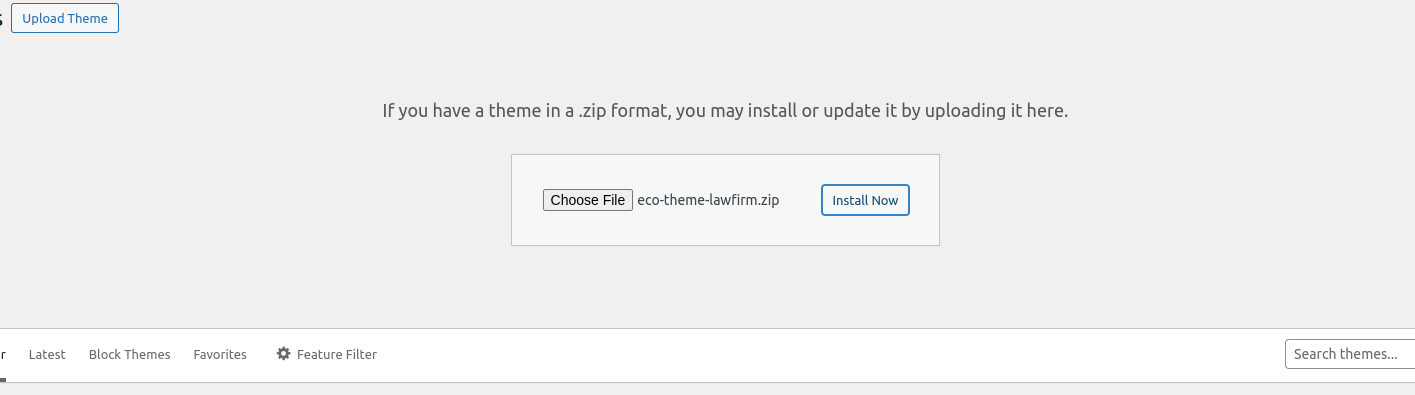 s Upload Theme
If you have a theme in a .zip format, you may install or update it by uploading it here.
Choose File eco-theme-lawfirm.zip Install Now
r Latest Block Themes Favorites Feature Filter Search themes...